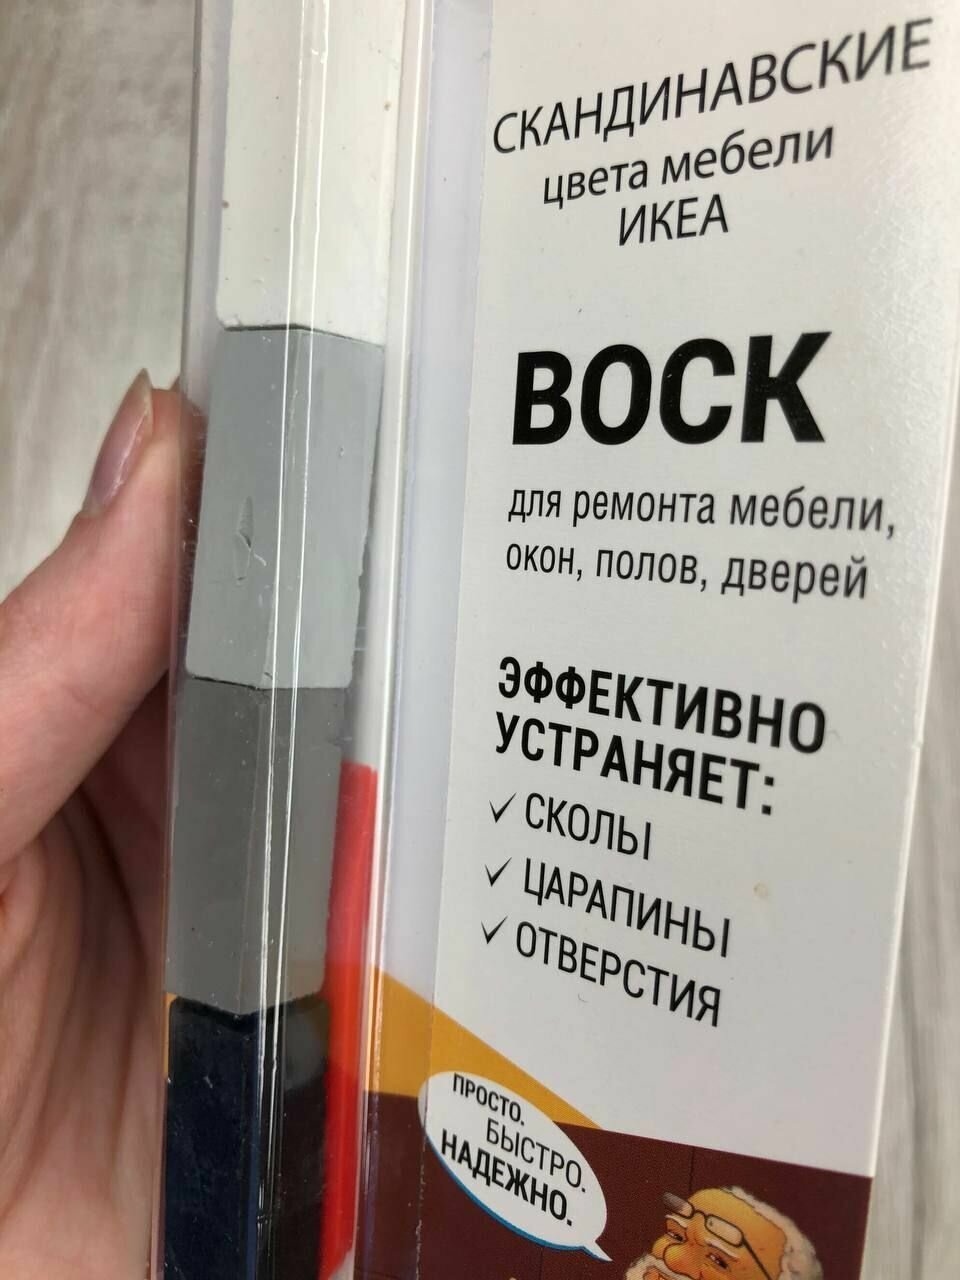 СКАНДИНАВСКИЕ
цвета мебели
ИКЕА
ВОСК
для ремонта мебели,
окон, полов, дверей
ЭФФЕКТИВНО
УСТРАНЯЕТ:
✓ СКОЛЫ
✓ ЦАРАПИНЫ
✓ ОТВЕРСТИЯ
ПРОСТО.
БЫСТРО.
НАДЕЖНО.